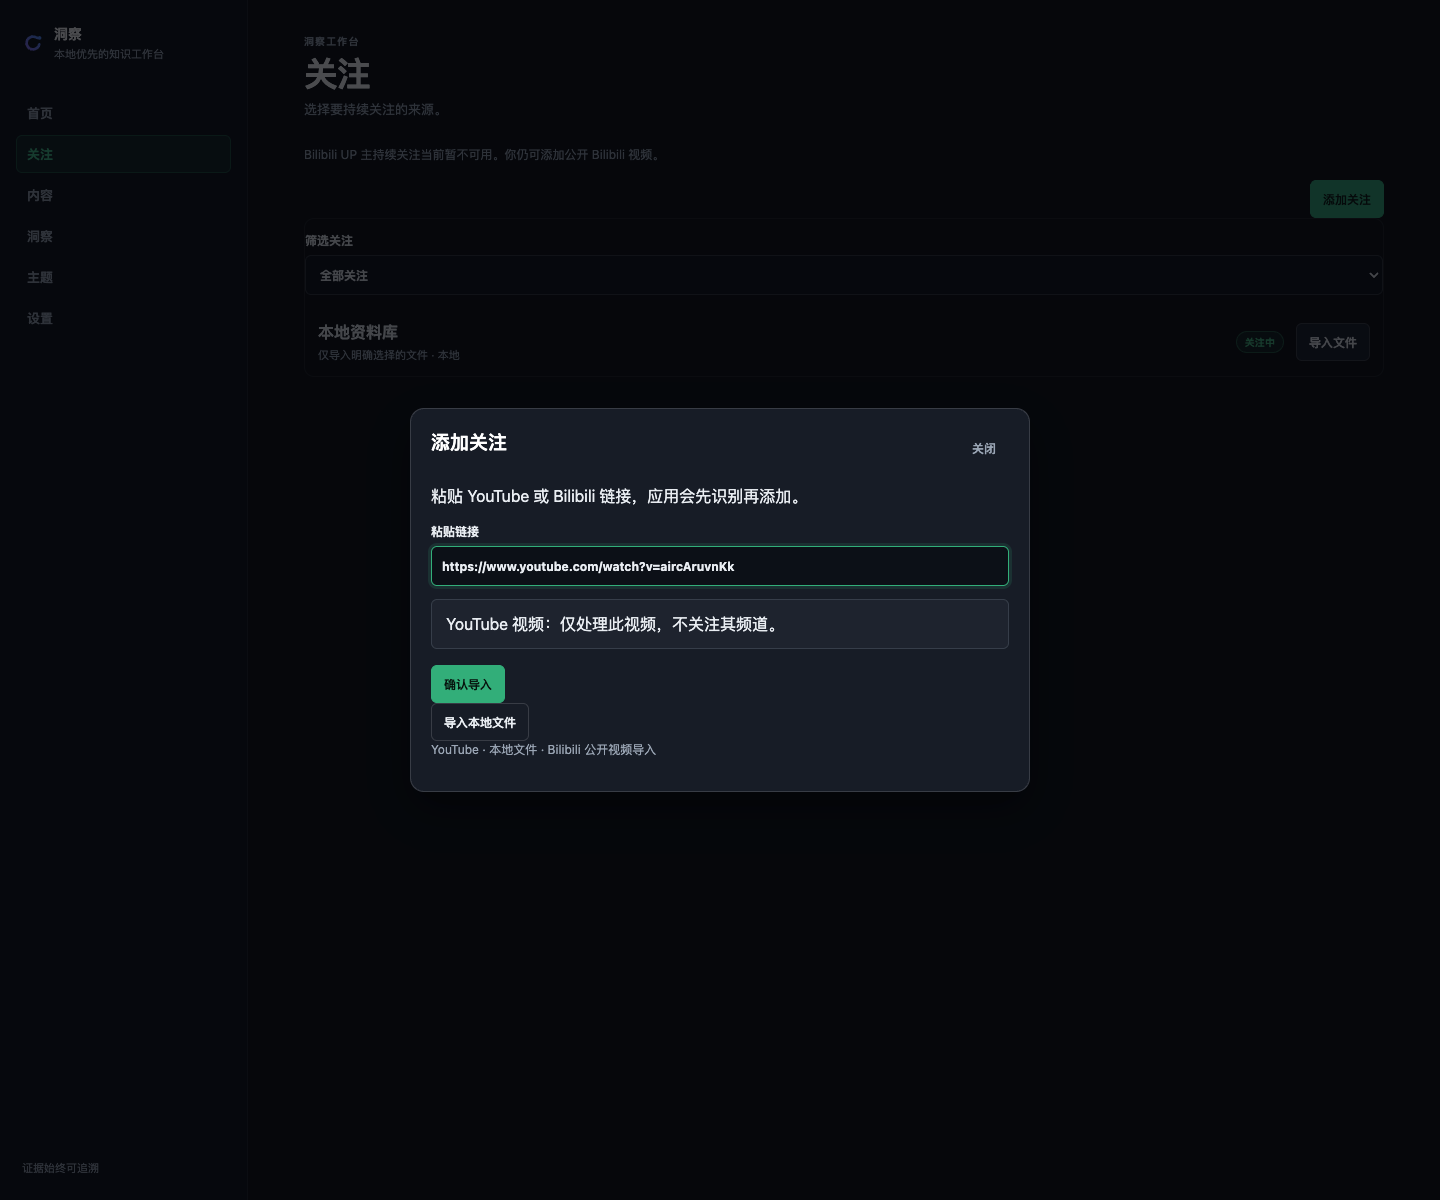 洞察
本地优先的知识工作台
首页
关注
内容
洞察
主题
设置
证据始终可追溯
洞察工作台
关注
选择要持续关注的来源。
Bilibili UP 主持续关注当前暂不可用。你仍可添加公开 Bilibili 视频。
添加关注
筛选关注
全部关注
本地资料库
仅导入明确选择的文件 · 本地
关注中
导入文件
添加关注
关闭
粘贴 YouTube 或 Bilibili 链接，应用会先识别再添加。
粘贴链接
https://www.youtube.com/watch?v=aircAruvnKk
YouTube 视频：仅处理此视频，不关注其频道。
确认导入
导入本地文件
YouTube · 本地文件 · Bilibili 公开视频导入